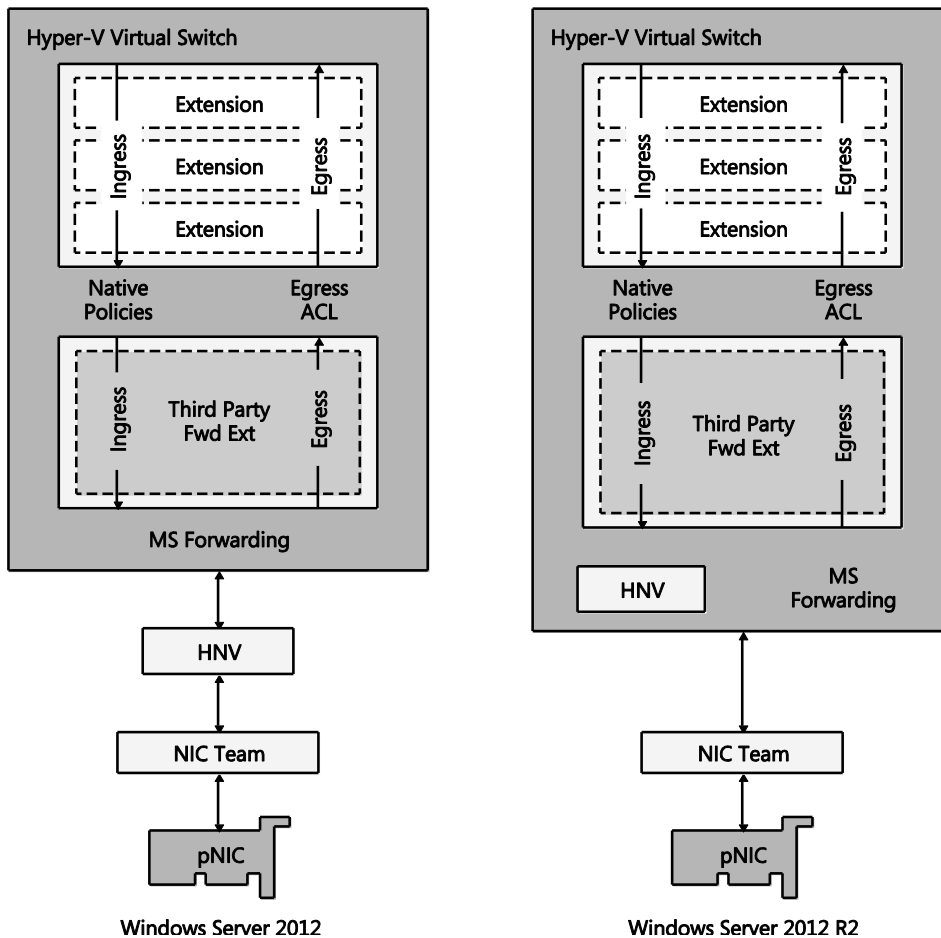 Hyper-V Virtual Switch
Extension
Extension
Extension
Ingress
Egress
Native
Policies
Egress
ACL
Ingress
Third Party
Fwd Ext
Egress
MS Forwarding
HNV
NIC Team
pNIC
Windows Server 2012
Hyper-V Virtual Switch
Extension
Extension
Extension
Ingress
Egress
Native
Policies
Egress
ACL
Ingress
Third Party
Fwd Ext
Egress
HNV
MS
Forwarding
NIC Team
pNIC
Windows Server 2012 R2